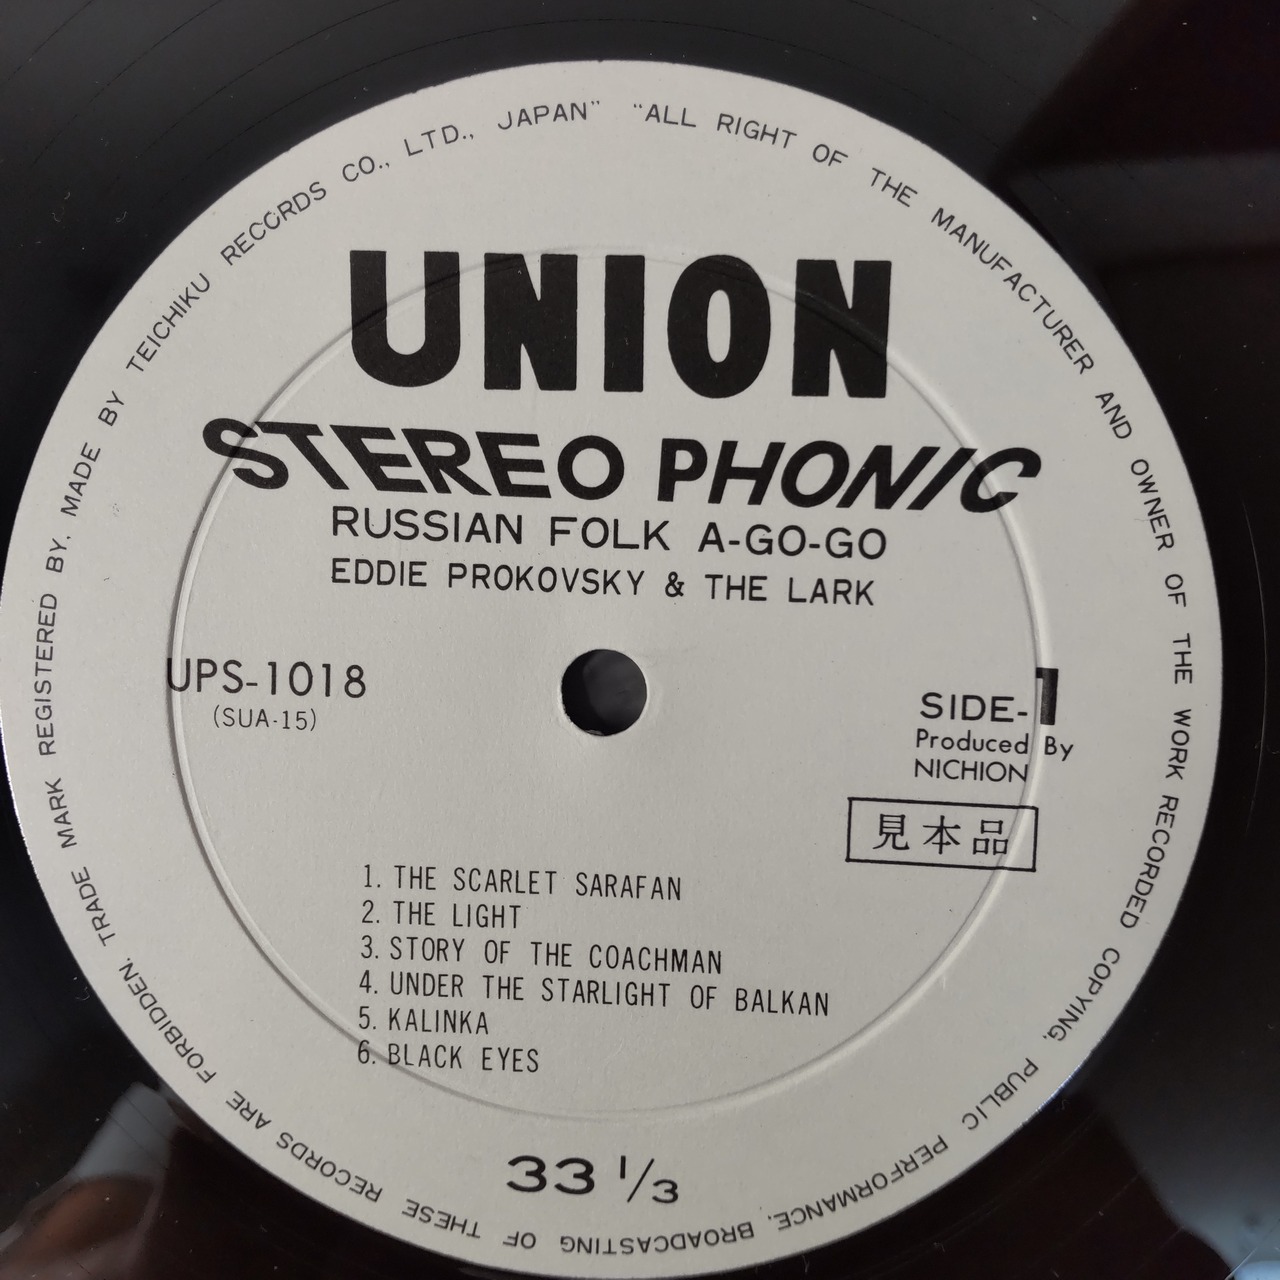 UNION
STEREO PHONIC
RUSSIAN FOLK A-GO-GO
EDDIE PROKOVSKY & THE LARK
UPS-1018
(SUA-15)
SIDE-1
Produced By
NICHION
見本品
1. THE SCARLET SARAFAN
2. THE LIGHT
3. STORY OF THE COACHMAN
4. UNDER THE STARLIGHT OF BALKAN
5. KALINKA
6. BLACK EYES
33 1/3
"ALL RIGHT OF THE MANUFACTURER AND OWNER OF THE WORK RECORDED COPYING. PUBLIC PERFORMANCE. BROADCASTING OF THESE RECORDS ARE FORBIDDEN. TRADE MARK REGISTERED BY. MADE BY TEICHIKU RECORDS CO., LTD., JAPAN"